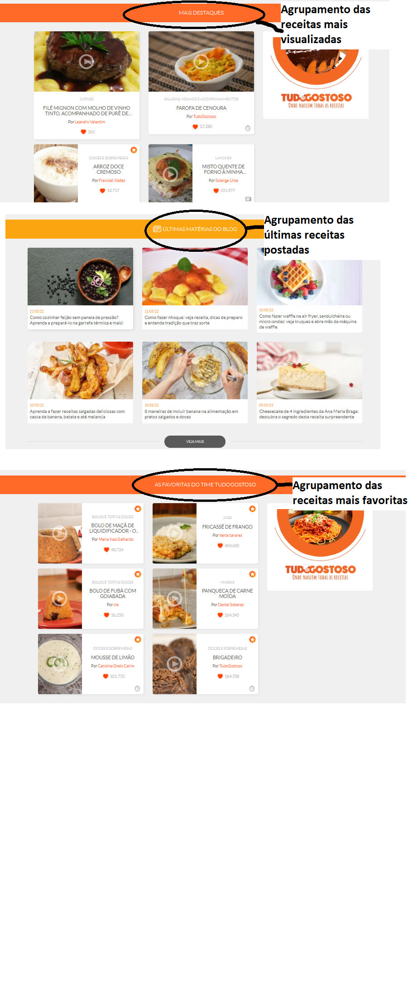 MAIS DESTAQUES
Agrupamento das
receitas mais
visualizadas
CARNES
FILÉ MIGNON COM MOLHO DE VINHO
TINTO, ACOMPANHADO DE PURÊ DE...
Por Leandro Valentim
363
SALADAS, MOLHOS E ACOMPANHAMENTOS
FAROFA DE CENOURA
Por TudoGostoso
17.280
TUDOGOSTOSO
ONDE NASCEM TODAS AS RECEITAS
DOCES E SOBREMESAS
ARROZ DOCE
CREMOSO
Por Francieli Kades
10.717
LANCHES
MISTO QUENTE DE
FORNO À MINHA...
Por Solange Lima
151.977
ÚLTIMAS MATÉRIAS DO BLOG
Agrupamento das
últimas receitas
postadas
11/05/22
Como cozinhar feijão sem panela de pressão?
Aprenda a prepará-lo na garrafa térmica e mais!
11/05/22
Como fazer nhoque: veja receita, dicas de preparo
e entenda tradição que traz sorte
10/05/22
Como fazer waffle na air fryer, sanduicheira ou
micro-ondas: veja truques e abra mão da máquina
de waffle
10/05/22
Aprenda a fazer receitas salgadas deliciosas com
casca de banana, batata e até melancia
10/05/22
8 maneiras de incluir banana na alimentação em
pratos salgados e doces
09/05/22
Cheesecake de 4 ingredientes da Ana Maria Braga:
descubra o segredo desta receita surpreendente
VEJA MAIS
AS FAVORITAS DO TIME TUDOGOSTOSO
Agrupamento das
receitas mais favoritas
BOLOS E TORTAS DOCES
BOLO DE MAÇÃ DE
LIQUIDIFICADOR - O..
Por Maria Inez Galhardo
40.724
AVES
FRICASSÊ DE FRANGO
Por kenia tavares
404.600
TUDOGOSTOSO
ONDE NASCEM TODAS AS RECEITAS
BOLOS E TORTAS DOCES
BOLO DE FUBÁ COM
GOIABADA
Por cle
56.250
MASSAS
PANQUECA DE CARNE
MOÍDA
Por Daniel Soberas
264.345
DOCES E SOBREMESAS
MOUSSE DE LIMÃO
Por Carolina Grelo Carim
101.770
DOCES E SOBREMESAS
BRIGADEIRO
Por TudoGostoso
184.708